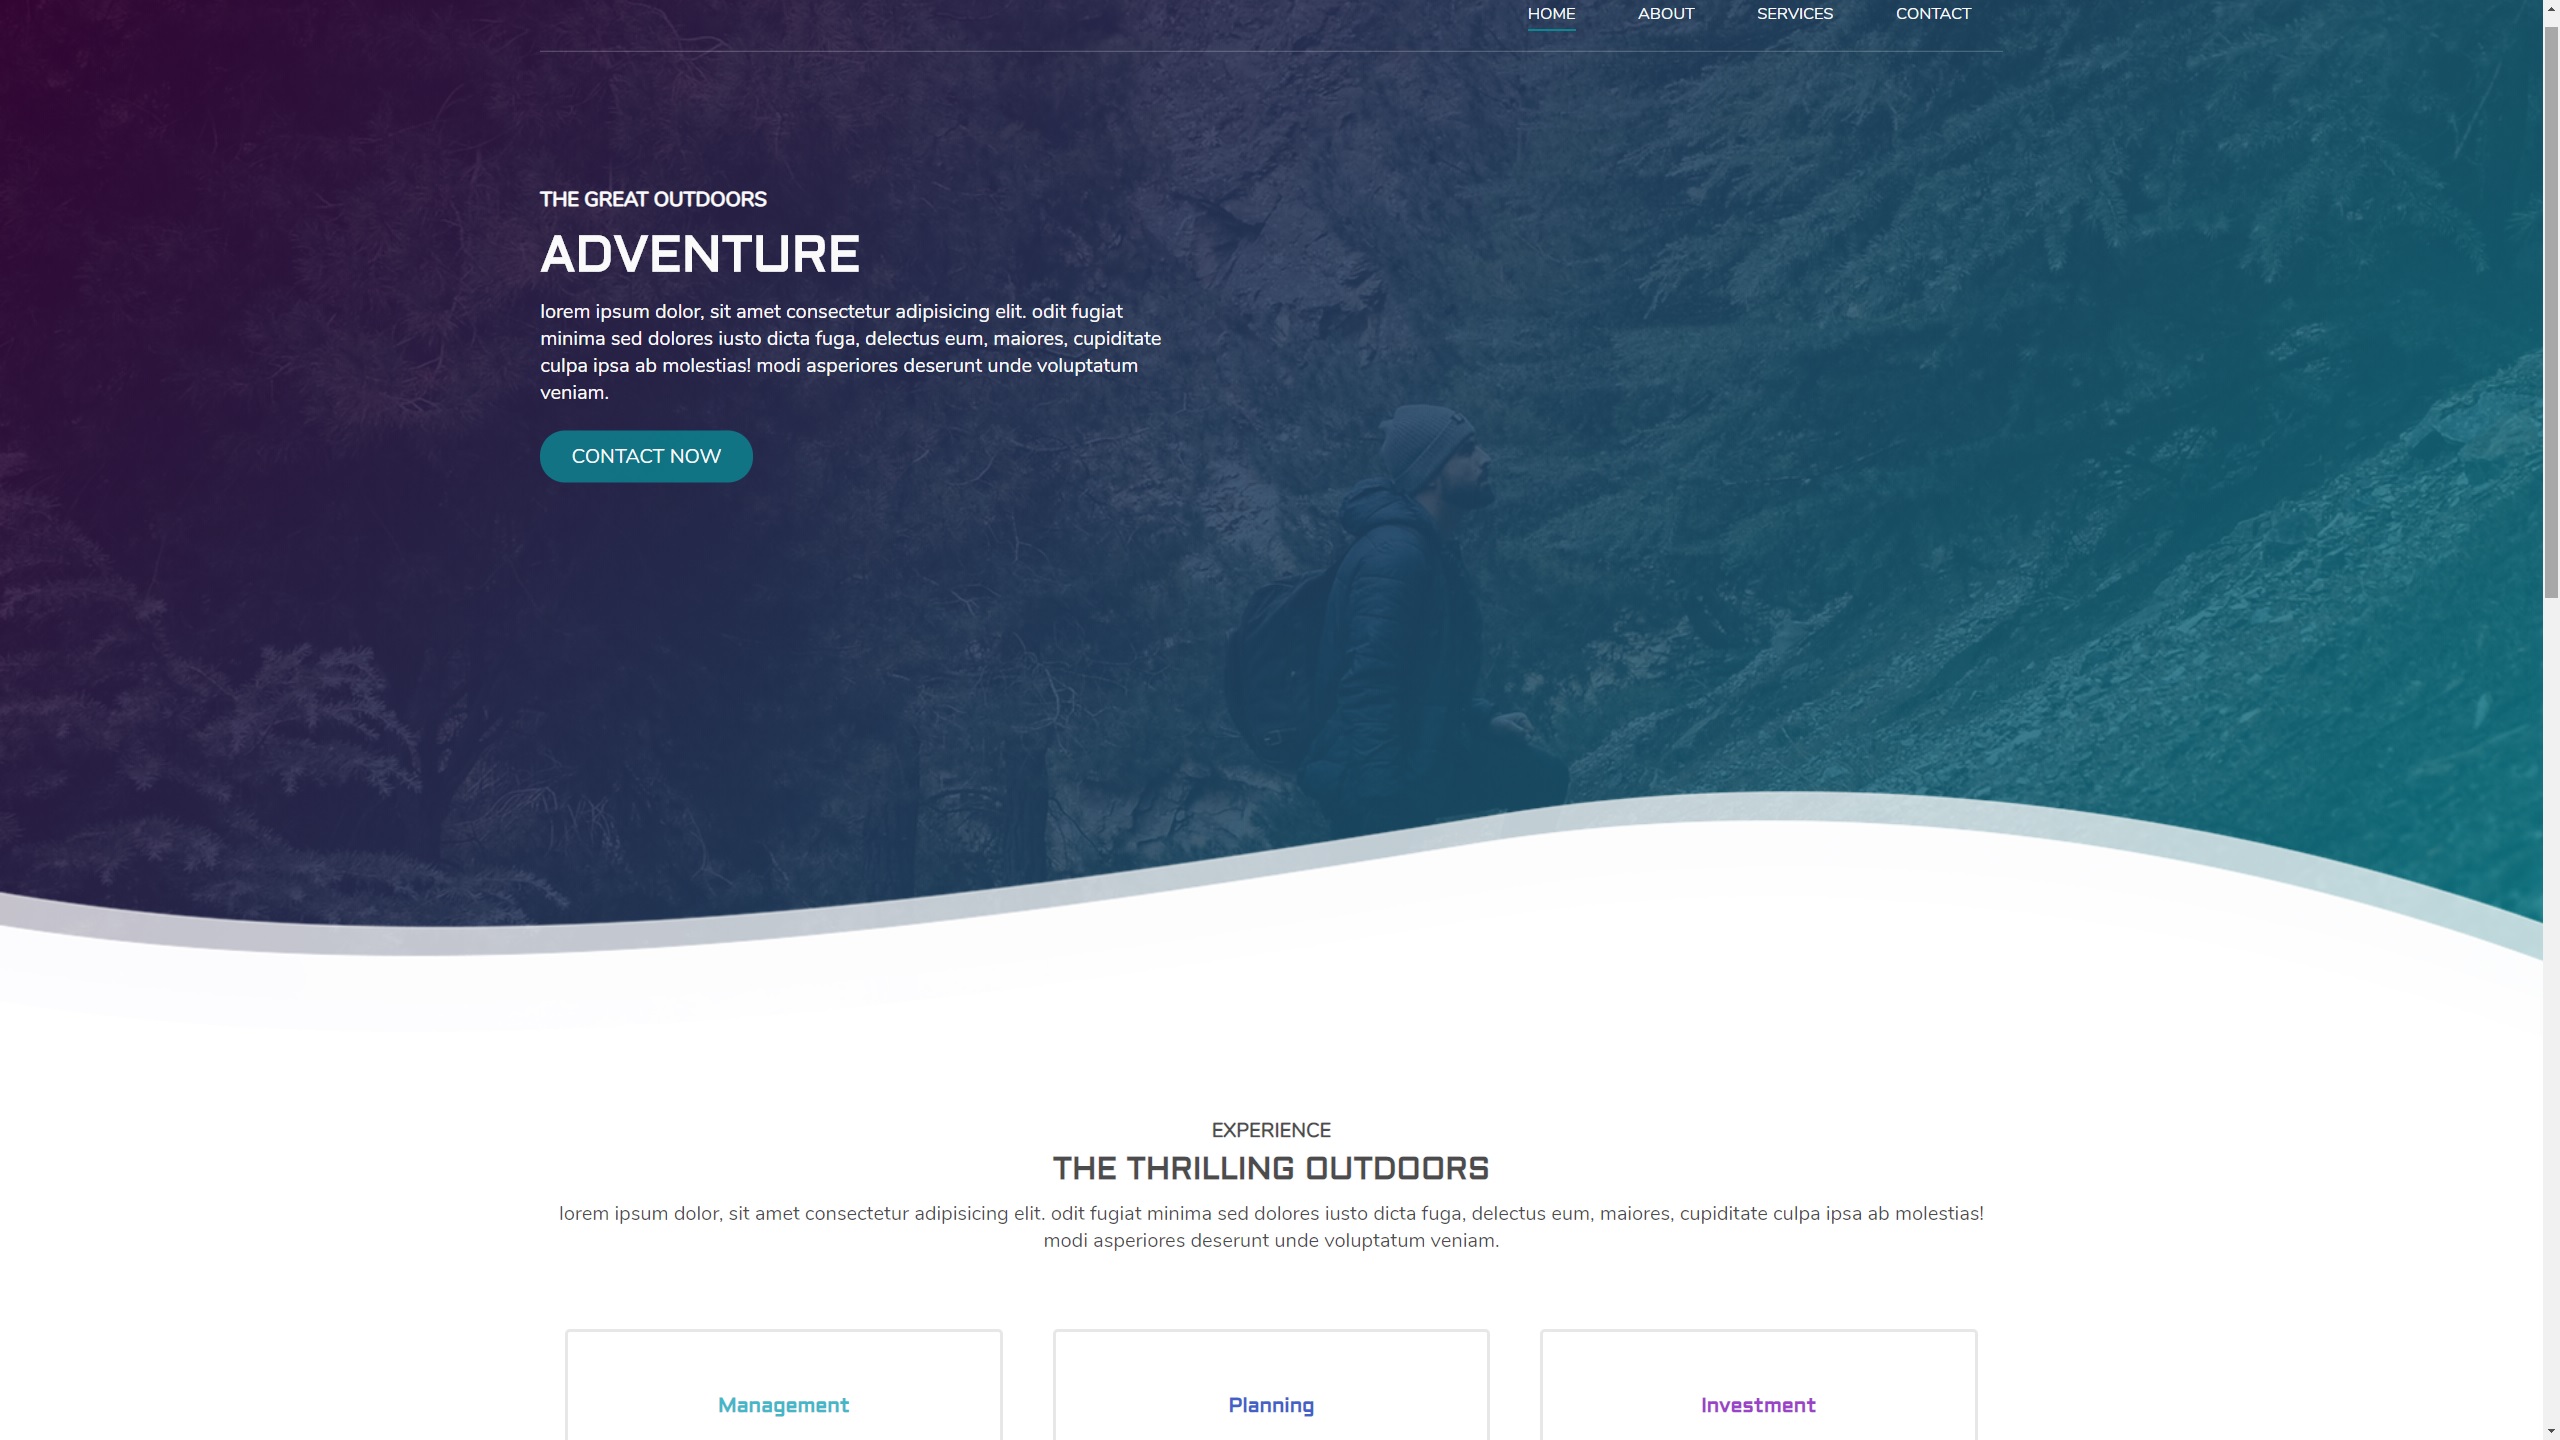 HOME ABOUT SERVICES CONTACT
THE GREAT OUTDOORS
ADVENTURE
lorem ipsum dolor, sit amet consectetur adipisicing elit. odit fugiat
minima sed dolores iusto dicta fuga, delectus eum, maiores, cupiditate
culpa ipsa ab molestias! modi asperiores deserunt unde voluptatum
veniam.
CONTACT NOW
EXPERIENCE
THE THRILLING OUTDOORS
lorem ipsum dolor, sit amet consectetur adipisicing elit. odit fugiat minima sed dolores iusto dicta fuga, delectus eum, maiores, cupiditate culpa ipsa ab molestias!
modi asperiores deserunt unde voluptatum veniam.
Management Planning Investment